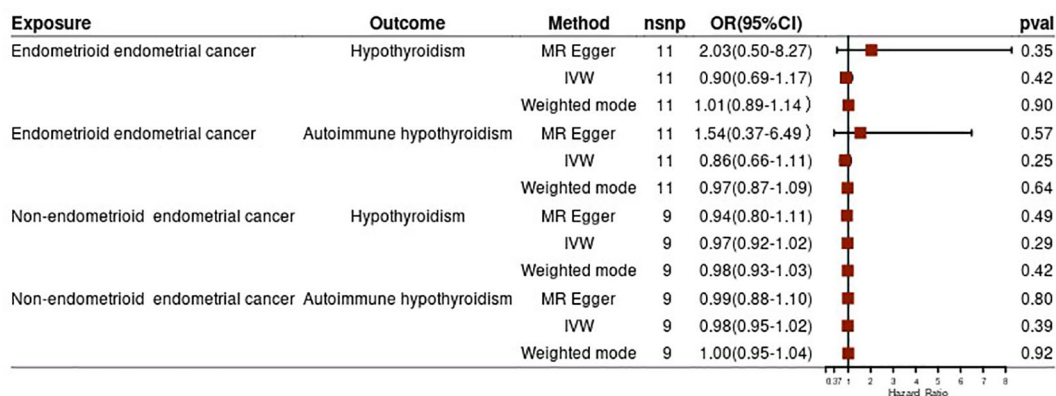 Exposure Outcome Method nsnp OR(95%CI) pval
Endometrioid endometrial cancer Hypothyroidism MR Egger 11 2.03(0.50-8.27) 0.35
IVW 11 0.90(0.69-1.17) 0.42
Weighted mode 11 1.01(0.89-1.14 ) 0.90
Endometrioid endometrial cancer Autoimmune hypothyroidism MR Egger 11 1.54(0.37-6.49 ) 0.57
IVW 11 0.86(0.66-1.11) 0.25
Weighted mode 11 0.97(0.87-1.09) 0.64
Non-endometrioid endometrial cancer Hypothyroidism MR Egger 9 0.94(0.80-1.11) 0.49
IVW 9 0.97(0.92-1.02) 0.29
Weighted mode 9 0.98(0.93-1.03) 0.42
Non-endometrioid endometrial cancer Autoimmune hypothyroidism MR Egger 9 0.99(0.88-1.10) 0.80
IVW 9 0.98(0.95-1.02) 0.39
Weighted mode 9 1.00(0.95-1.04) 0.92
0.37 1 2 3 4 5 6 7 8
Hazard Ratio